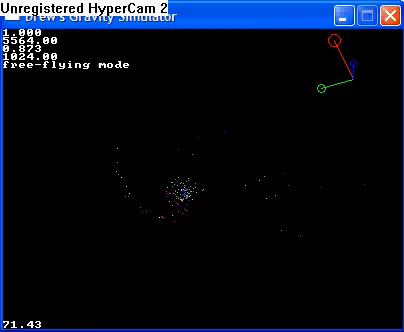 Unregistered HyperCam 2
Drew's Gravity Simulator
1.000
5564.00
0.873
1024.00
free-flying mode
71.43